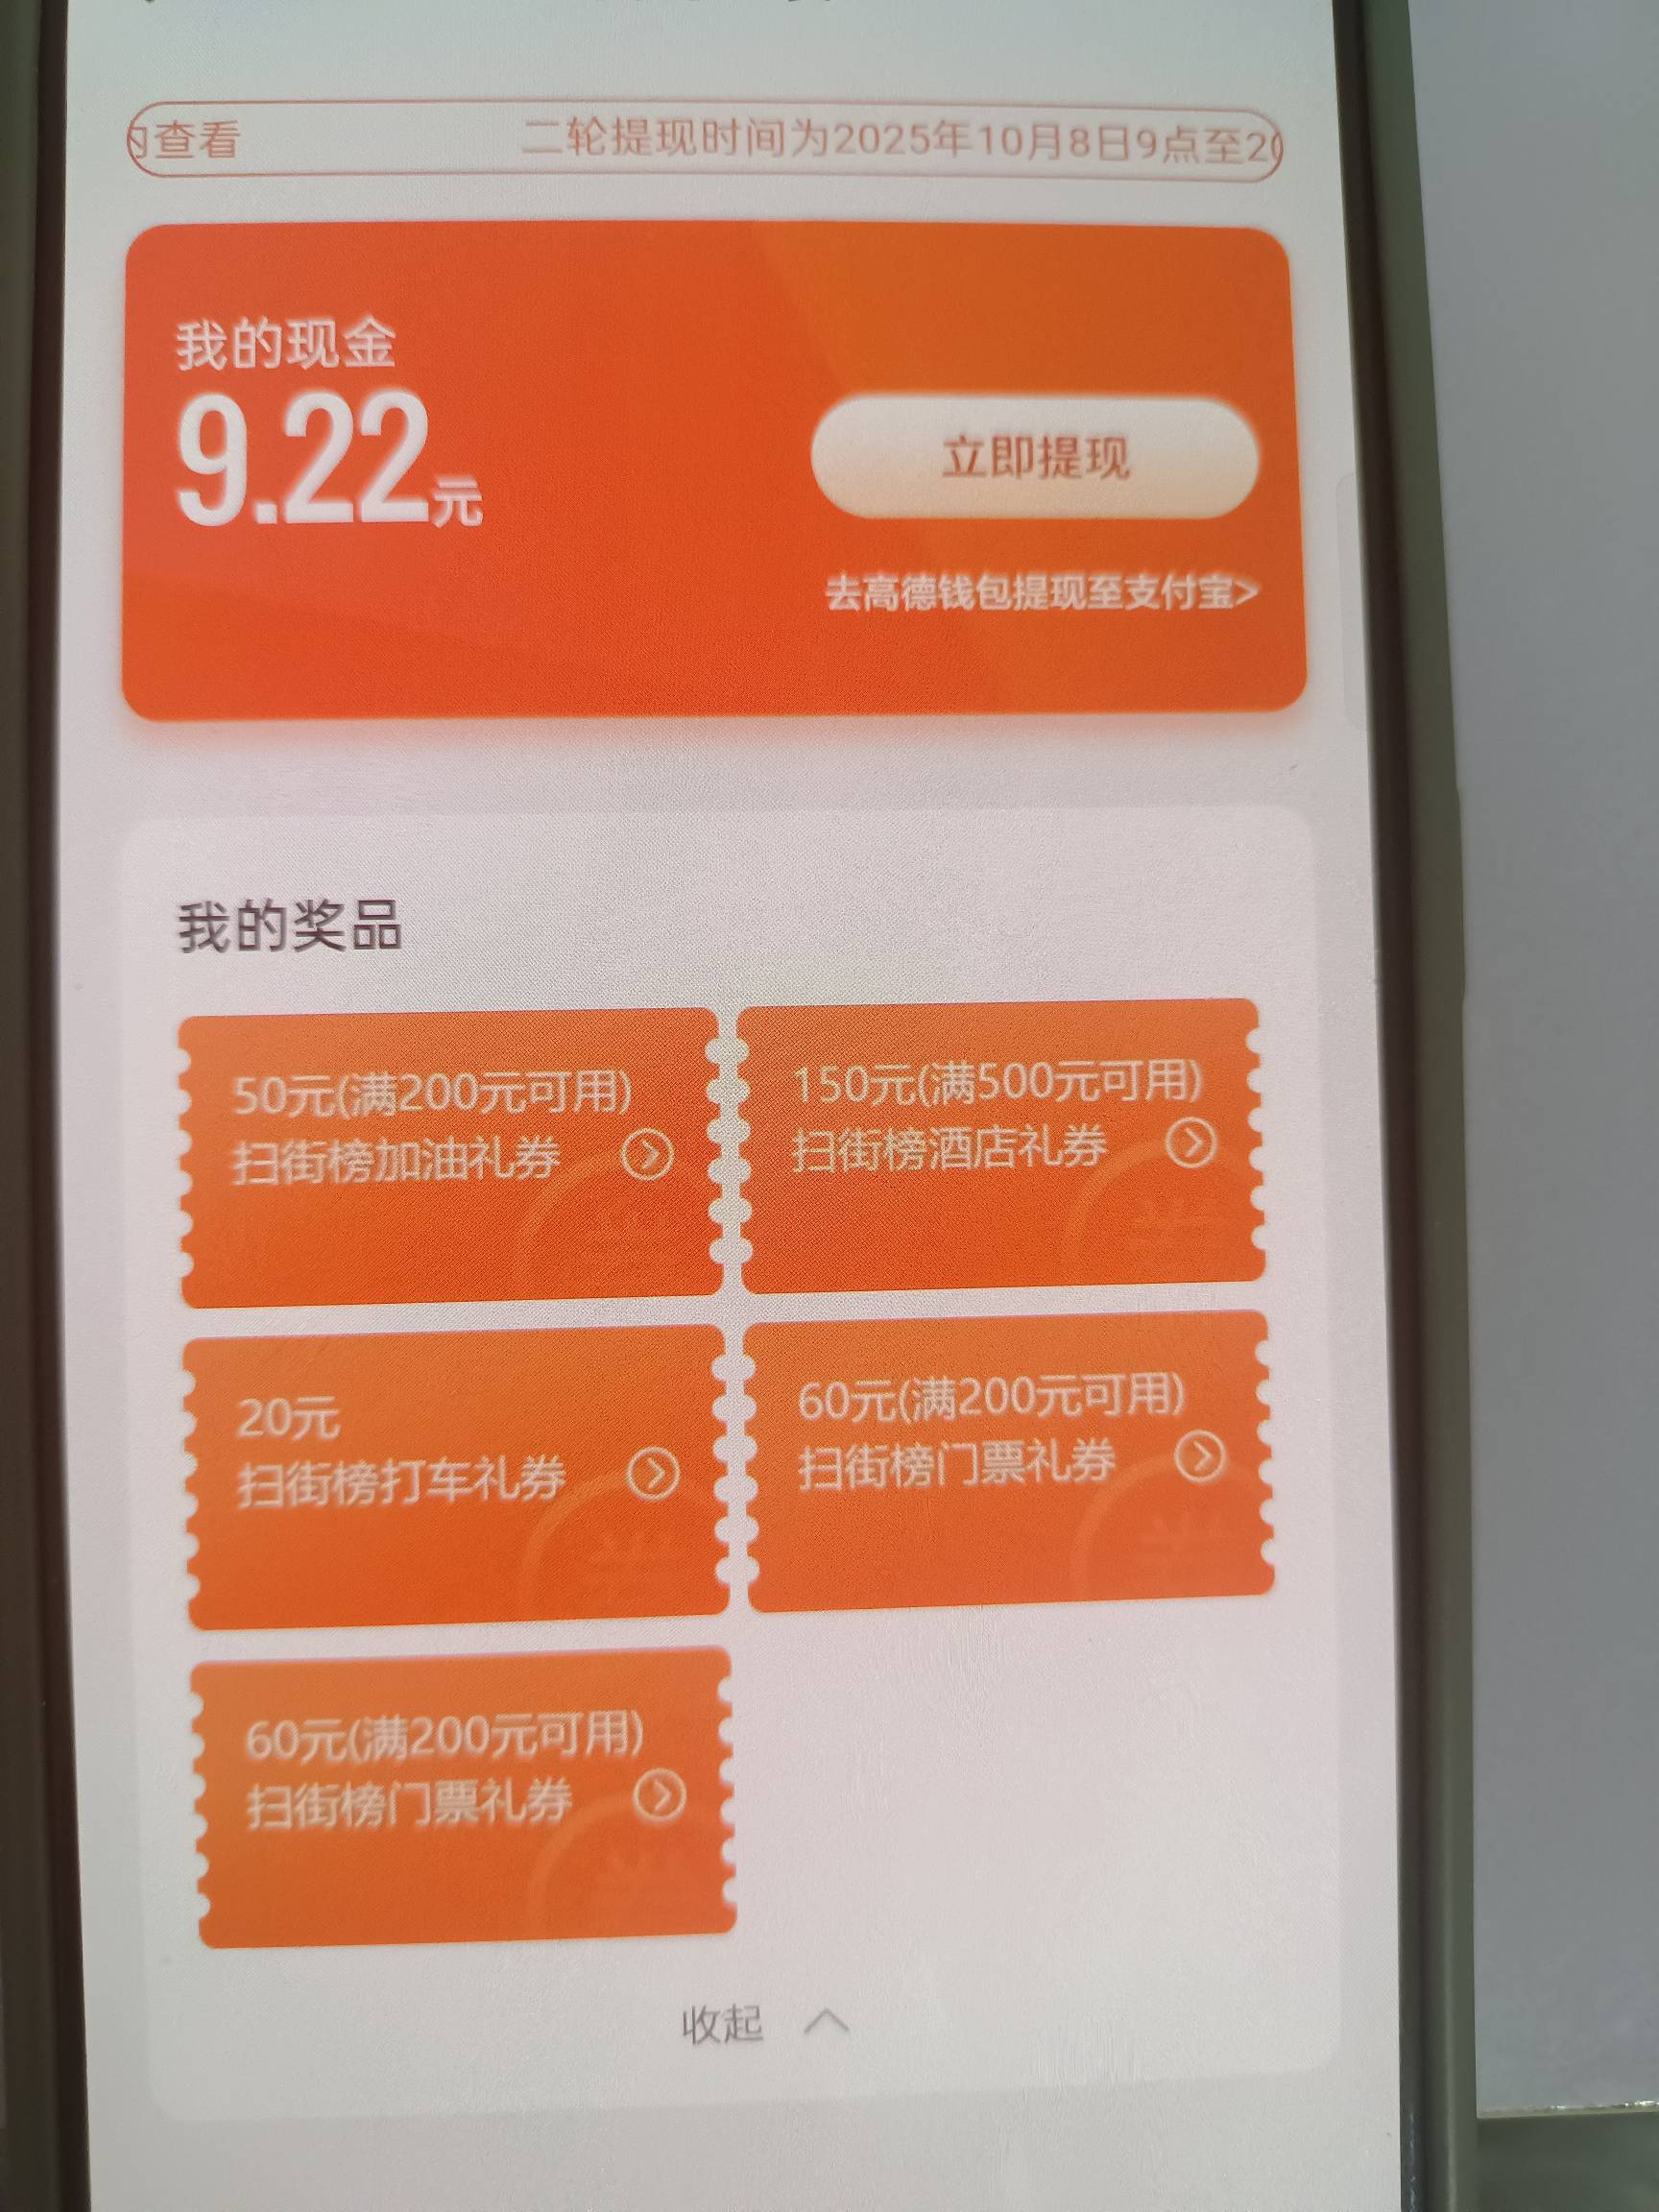 查看 二轮提现时间为2025年10月8日9点至20
我的现金
9.22元
立即提现
去高德钱包提现至支付宝>
我的奖品
50元(满200元可用)
扫街榜加油礼券
150元(满500元可用)
扫街榜酒店礼券
20元
扫街榜打车礼券
60元(满200元可用)
扫街榜门票礼券
60元(满200元可用)
扫街榜门票礼券
收起